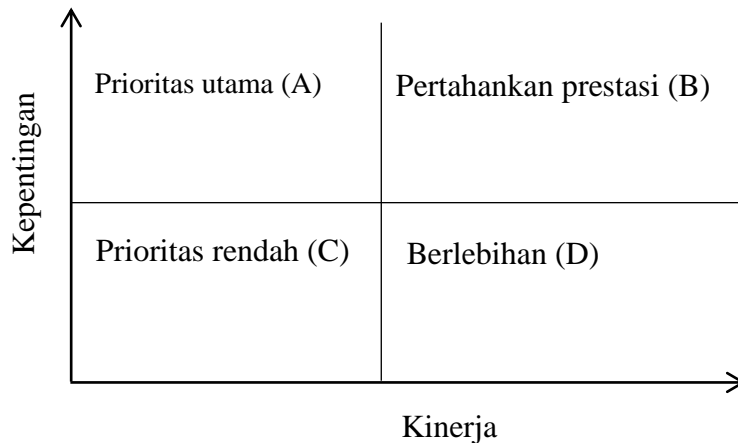 Prioritas utama (A)
Pertahankan prestasi (B)
Kepentingan
Prioritas rendah (C)
Berlebihan (D)
Kinerja